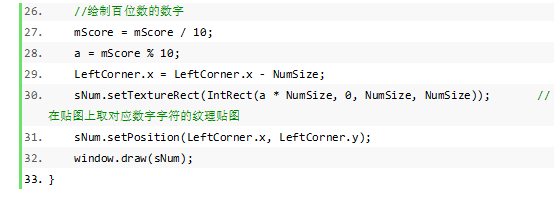 26. //绘制百位数的数字
27. mScore = mScore / 10;
28. a = mScore % 10;
29. LeftCorner.x = LeftCorner.x - NumSize;
30. sNum.setTextureRect(IntRect(a * NumSize, 0, NumSize, NumSize)); //
在贴图上取对应数字字符的纹理贴图
31. sNum.setPosition(LeftCorner.x, LeftCorner.y);
32. window.draw(sNum);
33. }